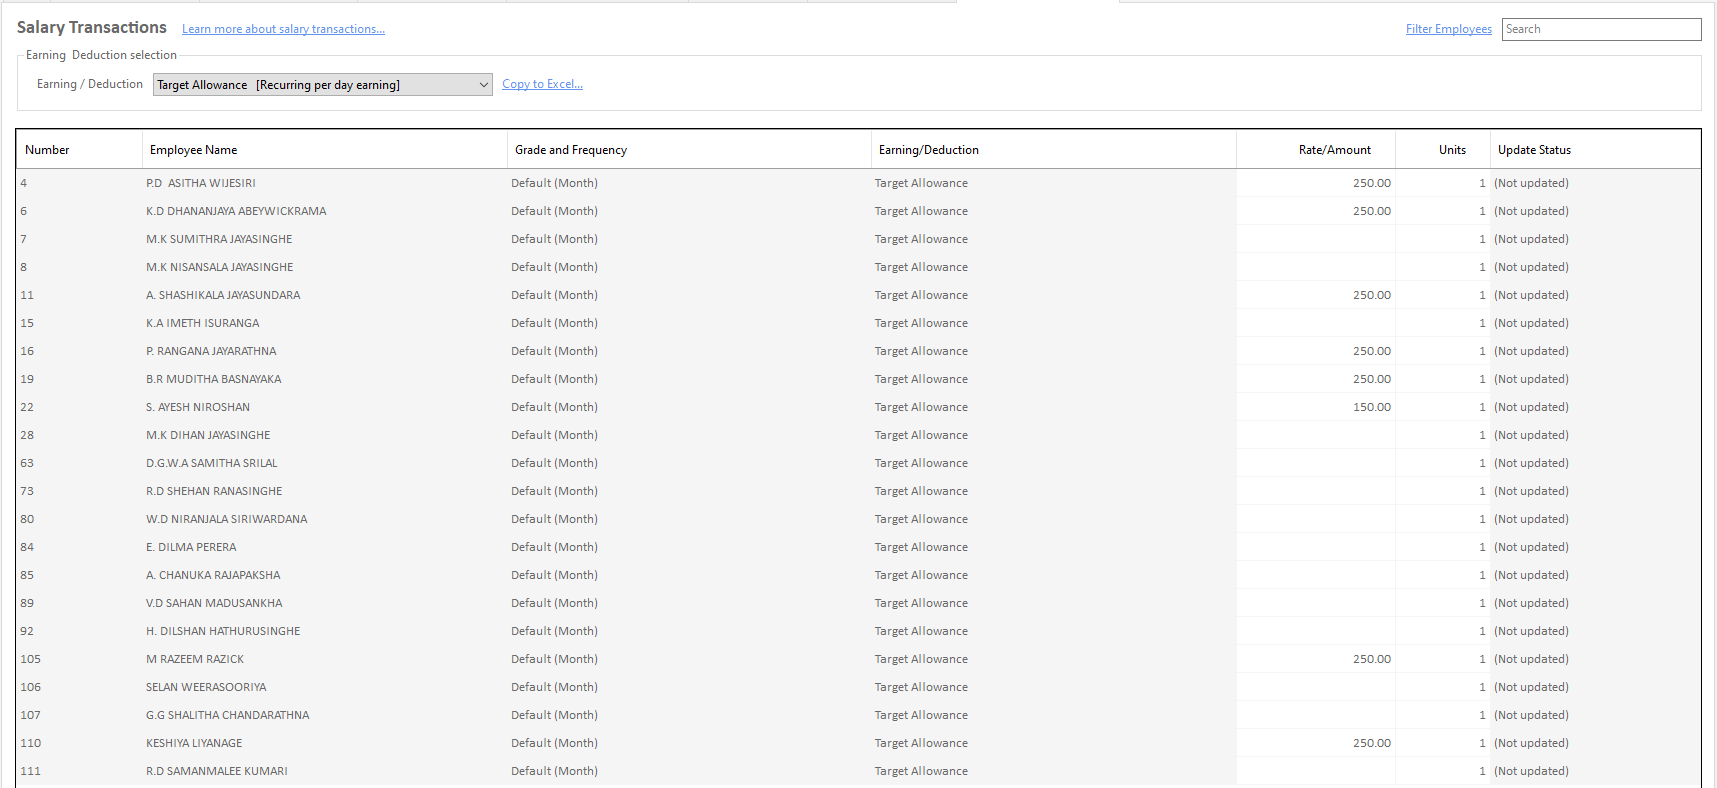 Salary Transactions Learn more about salary transactions... Filter Employees Search
Earning Deduction selection
Earning / Deduction Target Allowance [Recurring per day earning] Copy to Excel...
Number Employee Name Grade and Frequency Earning/Deduction Rate/Amount Units Update Status
4 P.D ASITHA WIJESIRI Default (Month) Target Allowance 250.00 1 (Not updated)
6 K.D DHANANJAYA ABEYWICKRAMA Default (Month) Target Allowance 250.00 1 (Not updated)
7 M.K SUMITHRA JAYASINGHE Default (Month) Target Allowance 1 (Not updated)
8 M.K NISANSALA JAYASINGHE Default (Month) Target Allowance 1 (Not updated)
11 A. SHASHIKALA JAYASUNDARA Default (Month) Target Allowance 250.00 1 (Not updated)
15 K.A IMETH ISURANGA Default (Month) Target Allowance 1 (Not updated)
16 P. RANGANA JAYARATHNA Default (Month) Target Allowance 250.00 1 (Not updated)
19 B.R MUDITHA BASNAYAKA Default (Month) Target Allowance 250.00 1 (Not updated)
22 S. AYESH NIROSHAN Default (Month) Target Allowance 150.00 1 (Not updated)
28 M.K DIHAN JAYASINGHE Default (Month) Target Allowance 1 (Not updated)
63 D.G.W.A SAMITHA SRILAL Default (Month) Target Allowance 1 (Not updated)
73 R.D SHEHAN RANASINGHE Default (Month) Target Allowance 1 (Not updated)
80 W.D NIRANJALA SIRIWARDANA Default (Month) Target Allowance 1 (Not updated)
84 E. DILMA PERERA Default (Month) Target Allowance 1 (Not updated)
85 A. CHANUKA RAJAPAKSHA Default (Month) Target Allowance 1 (Not updated)
89 V.D SAHAN MADUSANKHA Default (Month) Target Allowance 1 (Not updated)
92 H. DILSHAN HATHURUSINGHE Default (Month) Target Allowance 1 (Not updated)
105 M RAZEEM RAZICK Default (Month) Target Allowance 250.00 1 (Not updated)
106 SELAN WEERASOORIYA Default (Month) Target Allowance 1 (Not updated)
107 G.G SHALITHA CHANDARATHNA Default (Month) Target Allowance 1 (Not updated)
110 KESHIYA LIYANAGE Default (Month) Target Allowance 250.00 1 (Not updated)
111 R.D SAMANMALEE KUMARI Default (Month) Target Allowance 1 (Not updated)